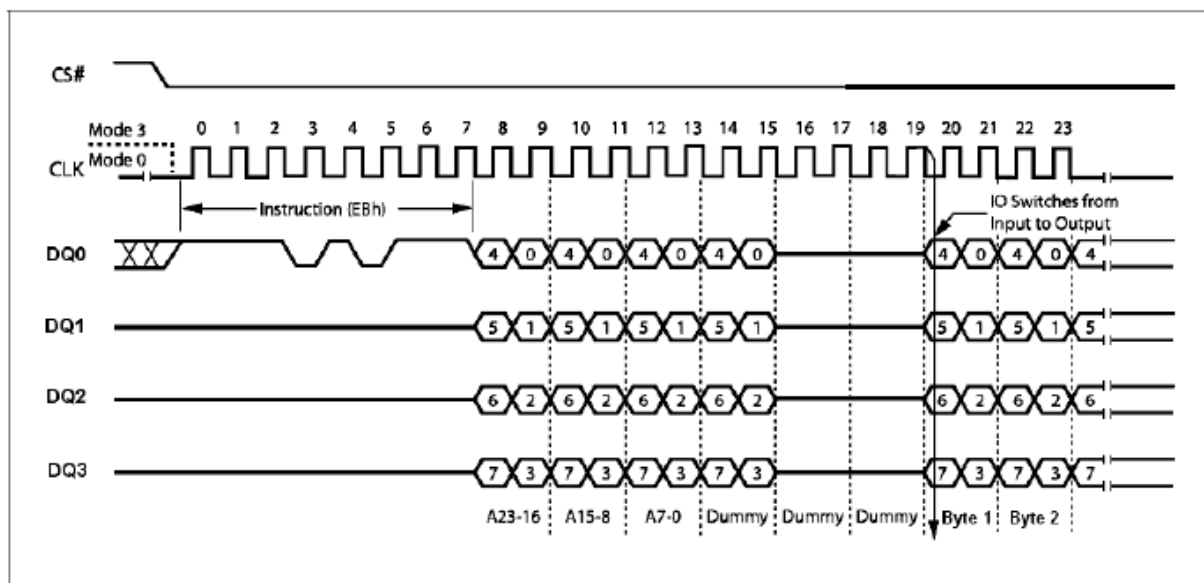 CS#
Mode 3
0 1 2 3 4 5 6 7 8 9 10 11 12 13 14 15 16 17 18 19 20 21 22 23
CLK
Mode 0
Instruction (EBh)
IO Switches from
Input to Output
DQ0
4 0 4 0 4 0 4 0 4 0 4 0 4
DQ1
5 1 5 1 5 1 5 1 5 1 5 1 5
DQ2
6 2 6 2 6 2 6 2 6 2 6 2 6
DQ3
7 3 7 3 7 3 7 3 7 3 7 3 7
A23-16 A15-8 A7-0 Dummy Dummy Dummy Byte 1 Byte 2